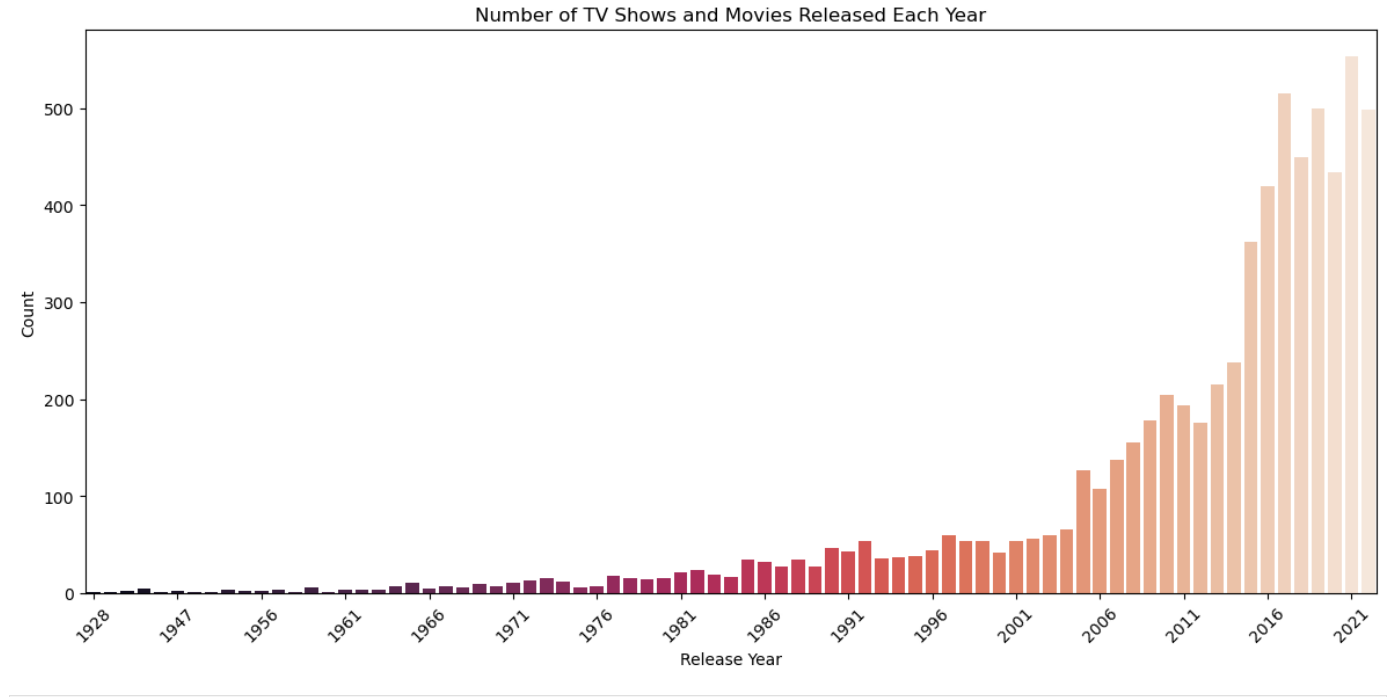 Number of TV Shows and Movies Released Each Year
Count
500
400
300
200
100
0
1928 1947 1956 1961 1966 1971 1976 1981 1986 1991 1996 2001 2006 2011 2016 2021
Release Year